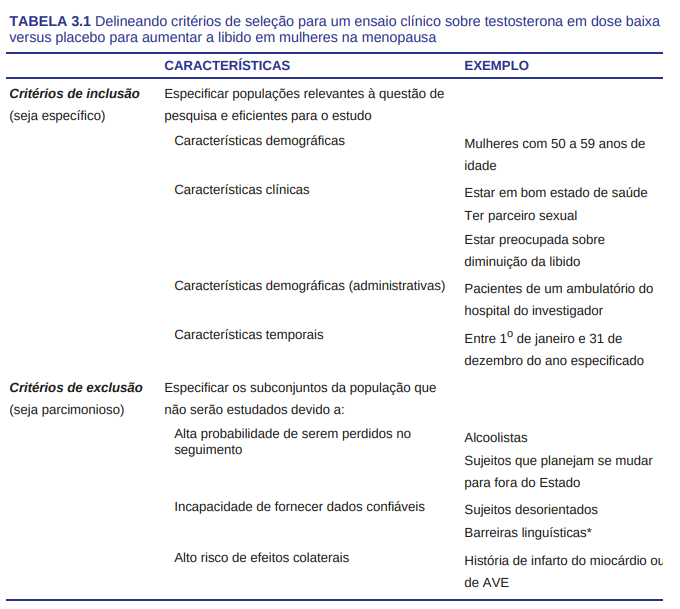 TABELA 3.1 Delineando critérios de seleção para um ensaio clínico sobre testosterona em dose baixa
versus placebo para aumentar a libido em mulheres na menopausa
CARACTERÍSTICAS EXEMPLO
Critérios de inclusão Especificar populações relevantes à questão de
(seja específico) pesquisa e eficientes para o estudo
Características demográficas Mulheres com 50 a 59 anos de
idade
Características clínicas Estar em bom estado de saúde
Ter parceiro sexual
Estar preocupada sobre
diminuição da libido
Características demográficas (administrativas) Pacientes de um ambulatório do
hospital do investigador
Características temporais Entre 1º de janeiro e 31 de
dezembro do ano especificado
Critérios de exclusão Especificar os subconjuntos da população que
(seja parcimonioso) não serão estudados devido a:
Alta probabilidade de serem perdidos no Alcoolistas
seguimento Sujeitos que planejam se mudar
para fora do Estado
Incapacidade de fornecer dados confiáveis Sujeitos desorientados
Barreiras linguísticas*
Alto risco de efeitos colaterais História de infarto do miocárdio ou
de AVE